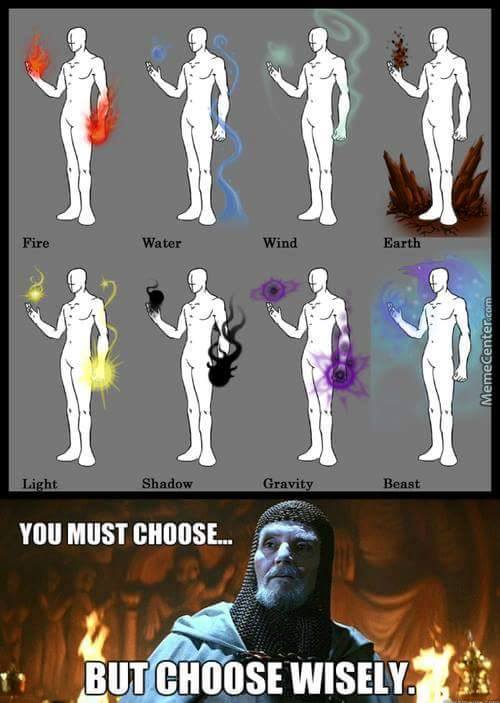 Fire Water Wind Earth
Light Shadow Gravity Beast
MemeCenter.com
YOU MUST CHOOSE...
BUT CHOOSE WISELY.